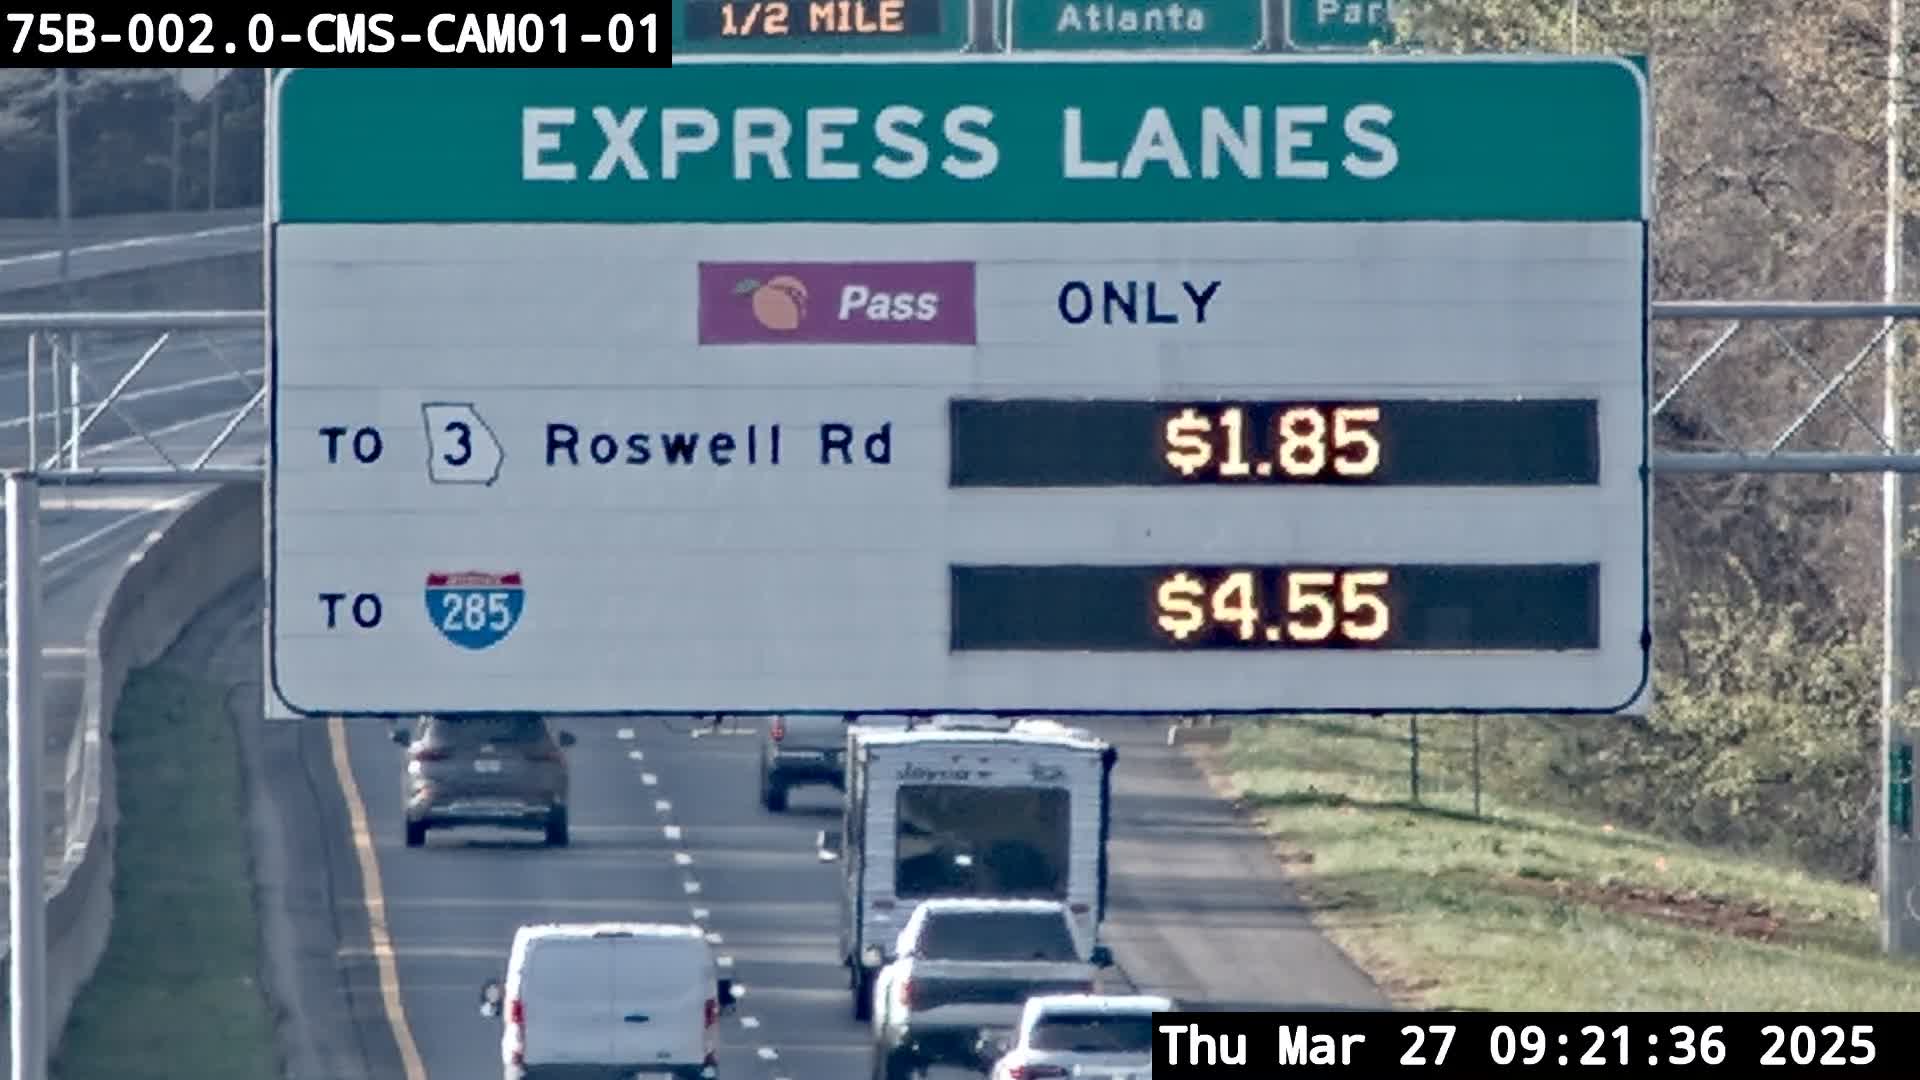 75B-002.0-CMS-CAM01-01
1/2 MILE
Atlanta
EXPRESS LANES
Pass ONLY
TO 3 Roswell Rd $1.85
TO 285 $4.55
Jayco
Thu Mar 27 09:21:36 2025